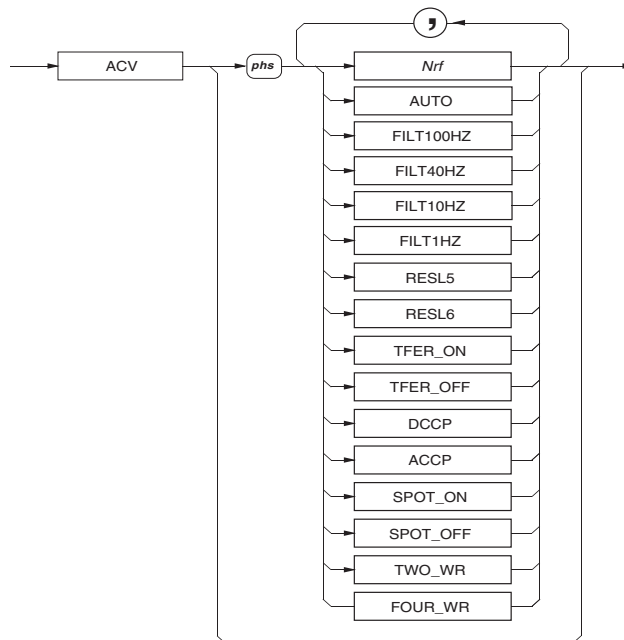 ,
ACV
phs
Nrf
AUTO
FILT100HZ
FILT40HZ
FILT10HZ
FILT1HZ
RESL5
RESL6
TFER_ON
TFER_OFF
DCCP
ACCP
SPOT_ON
SPOT_OFF
TWO_WR
FOUR_WR